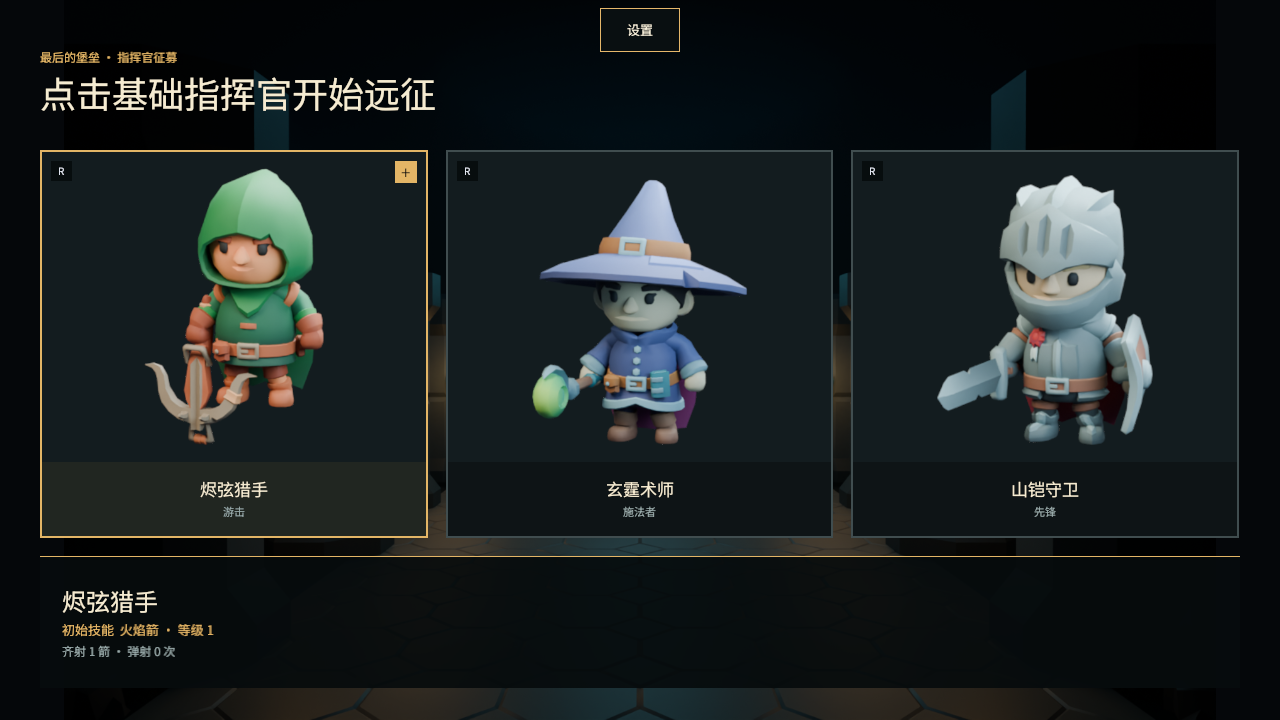 设置
最后的堡垒 · 指挥官征募
点击基础指挥官开始远征
R
+
R
R
烬弦猎手
游击
玄霆术师
施法者
山铠守卫
先锋
烬弦猎手
初始技能 火焰箭 · 等级 1
齐射 1 箭 · 弹射 0 次